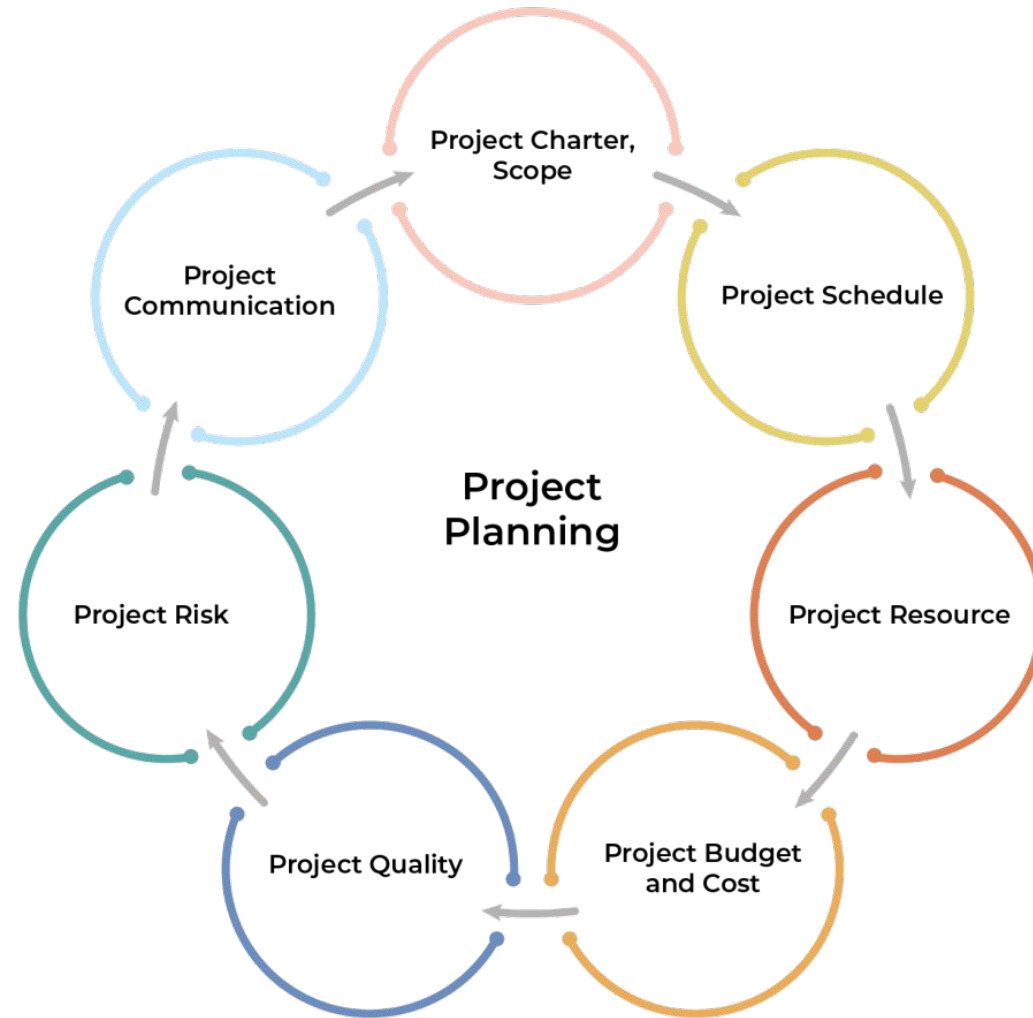 Project Charter,
Scope
Project Schedule
Project Resource
Project Budget
and Cost
Project Quality
Project Risk
Project
Communication
Project
Planning